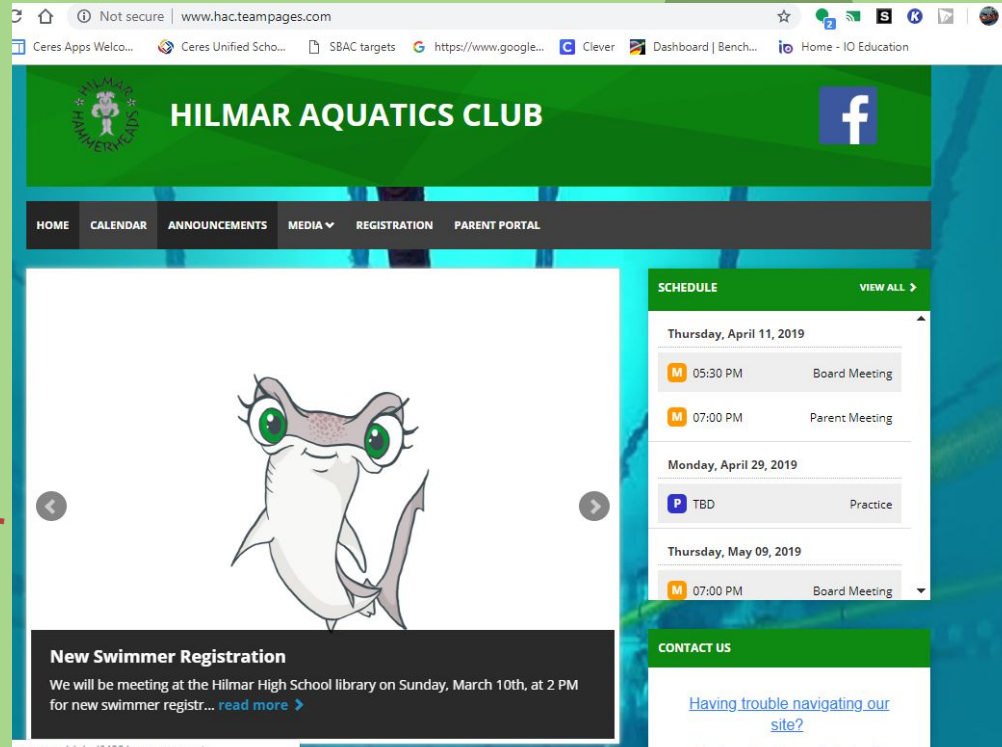 Not secure | www.hac.teampages.com
2
S
K
Ceres Apps Welco...
Ceres Unified Scho...
SBAC targets
G
https://www.google...
C
Clever
Dashboard | Bench...
io
Home - IO Education
HILMAR
HAMMERHEADS
HILMAR AQUATICS CLUB
f
HOME
CALENDAR
ANNOUNCEMENTS
MEDIA
REGISTRATION
PARENT PORTAL
SCHEDULE
VIEW ALL
Thursday, April 11, 2019
M 05:30 PM Board Meeting
M 07:00 PM Parent Meeting
Monday, April 29, 2019
P TBD Practice
Thursday, May 09, 2019
M 07:00 PM Board Meeting
New Swimmer Registration
We will be meeting at the Hilmar High School library on Sunday, March 10th, at 2 PM
for new swimmer registr... read more
CONTACT US
Having trouble navigating our
site?